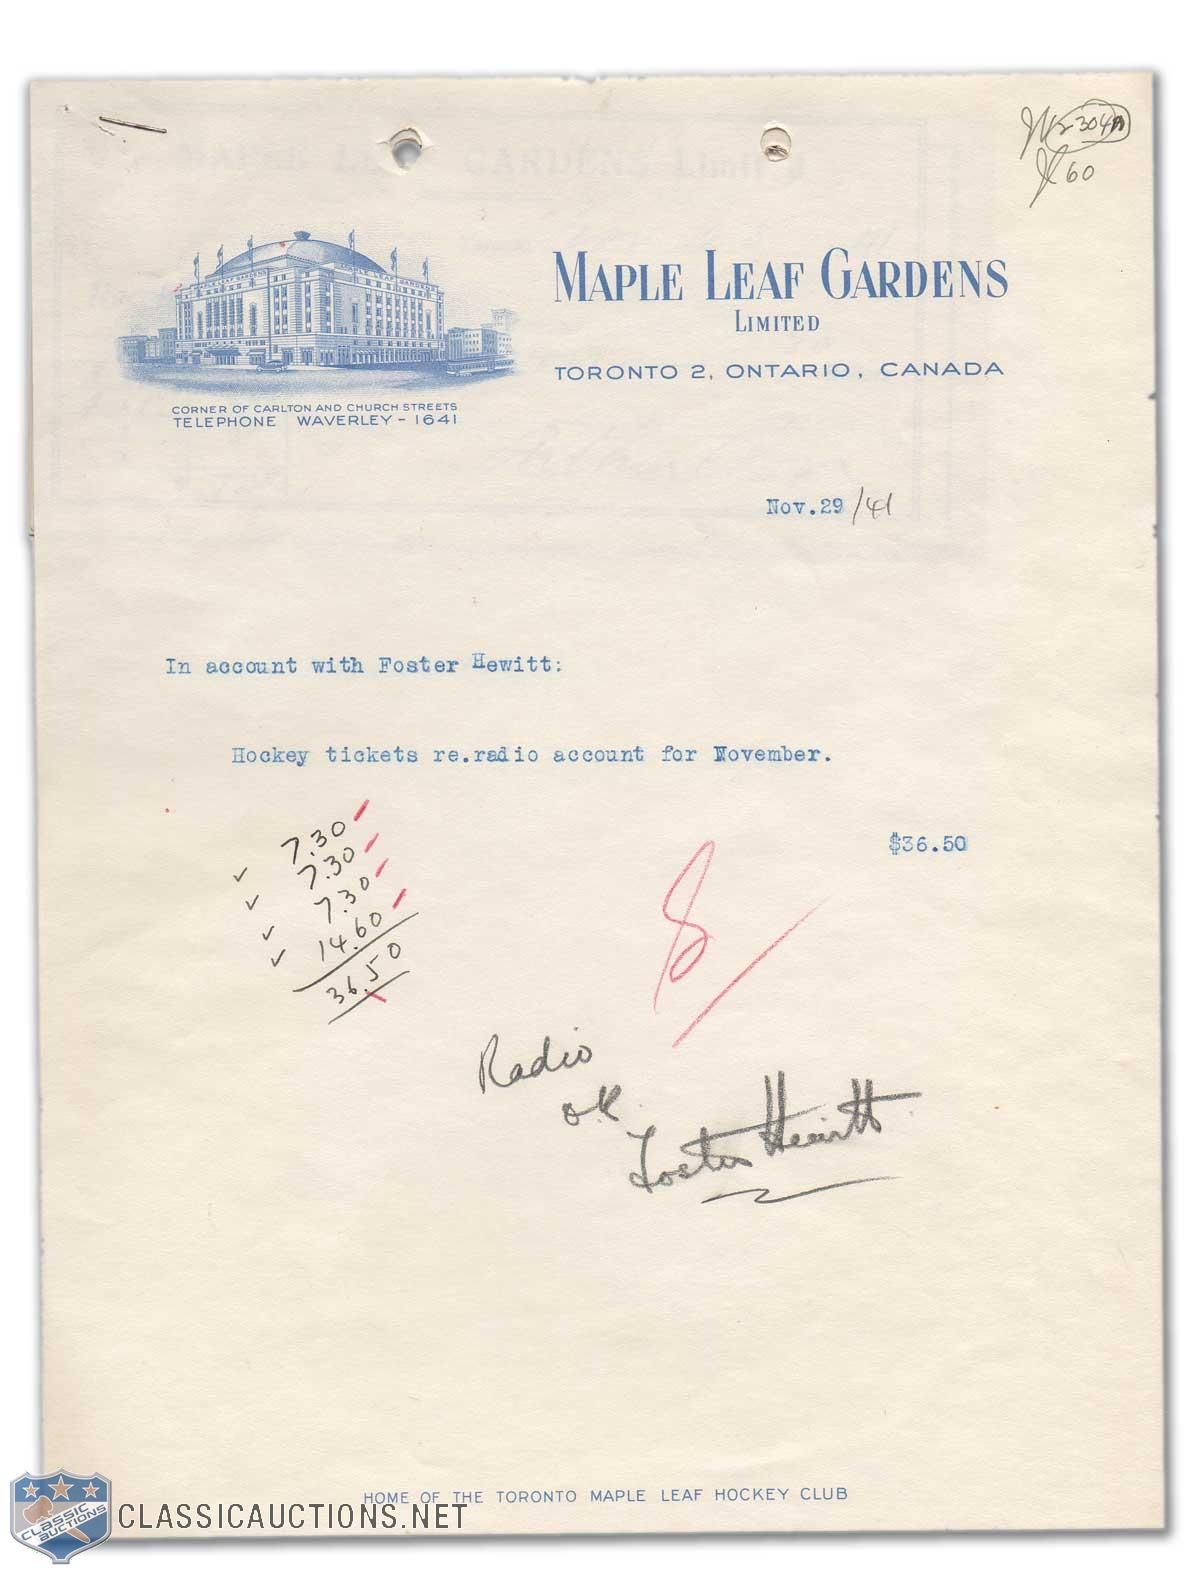 304A
60
MAPLE LEAF GARDENS
LIMITED
TORONTO 2, ONTARIO, CANADA
CORNER OF CARLTON AND CHURCH STREETS
TELEPHONE WAVERLEY - 1641
Nov.29/41
In account with Foster Hewitt:
Hockey tickets re.radio account for November.
$36.50
7.30
7.30
7.30
14.60
36.50
Radio
O.K.
Foster Hewitt
HOME OF THE TORONTO MAPLE LEAF HOCKEY CLUB
CLASSIC AUCTIONS
CLASSICAUCTIONS.NET